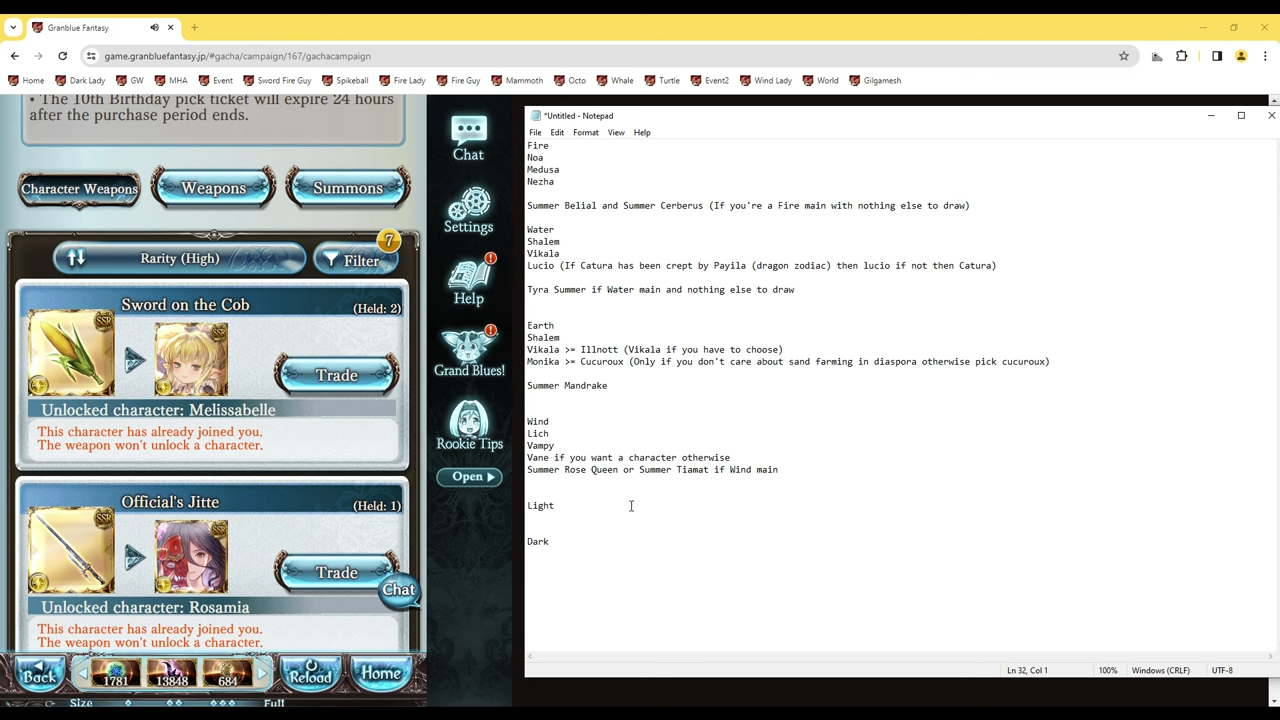 Granblue Fantasy
game.granbluefantasy.jp/#gacha/campaign/167/gachacampaign
Home
Dark Lady
GW
MHA
Event
Sword Fire Guy
Spikeball
Fire Lady
Fire Guy
Mammoth
Octo
Whale
Turtle
Event2
Wind Lady
World
Gilgamesh
• The 10th Birthday pick ticket will expire 24 hours
after the purchase period ends.
Character Weapons
Weapons
Summons
Rarity (High)
Filter
7
Sword on the Cob
(Held: 2)
SSR
SSR
Trade
Unlocked character: Melissabelle
This character has already joined you.
The weapon won't unlock a character.
Official's Jitte
(Held: 1)
SSR
SSR
Trade
Unlocked character: Rosamia
This character has already joined you.
The weapon won't unlock a character.
Chat
Back
1781
13848
684
Reload
Home
Size
Full
Chat
Settings
Help
Grand Blues!
Rookie Tips
Open
*Untitled - Notepad
File Edit Format View Help
Fire
Noa
Medusa
Nezha
Summer Belial and Summer Cerberus (If you're a Fire main with nothing else to draw)
Water
Shalem
Vikala
Lucio (If Catura has been crept by Payila (dragon zodiac) then lucio if not then Catura)
Tyra Summer if Water main and nothing else to draw
Earth
Shalem
Vikala >= Illnott (Vikala if you have to choose)
Monika >= Cucuroux (Only if you don't care about sand farming in diaspora otherwise pick cucuroux)
Summer Mandrake
Wind
Lich
Vampy
Vane if you want a character otherwise
Summer Rose Queen or Summer Tiamat if Wind main
Light
Dark
Ln 32, Col 1
100%
Windows (CRLF)
UTF-8